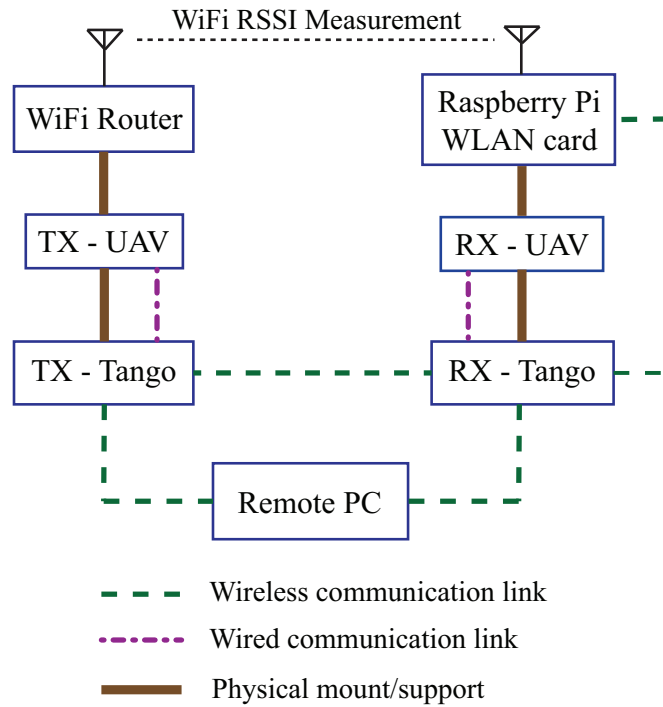 WiFi RSSI Measurement
WiFi Router
Raspberry Pi
WLAN card
TX - UAV
RX - UAV
TX - Tango
RX - Tango
Remote PC
Wireless communication link
Wired communication link
Physical mount/support